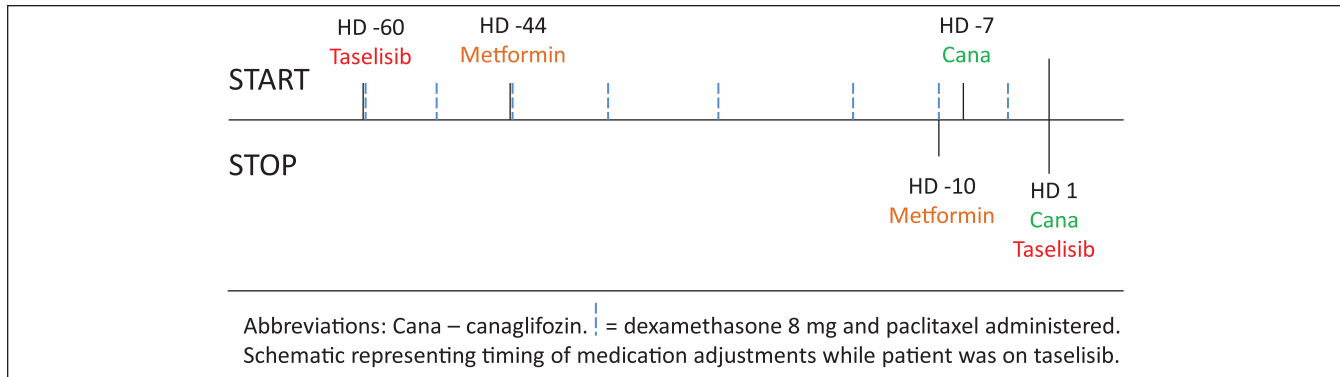 HD -60
Taselisib
HD -44
Metformin
HD -7
Cana
START
STOP
HD -10
Metformin
HD 1
Cana
Taselisib
Abbreviations: Cana – canaglifozin. ¦ = dexamethasone 8 mg and paclitaxel administered.
Schematic representing timing of medication adjustments while patient was on taselisib.